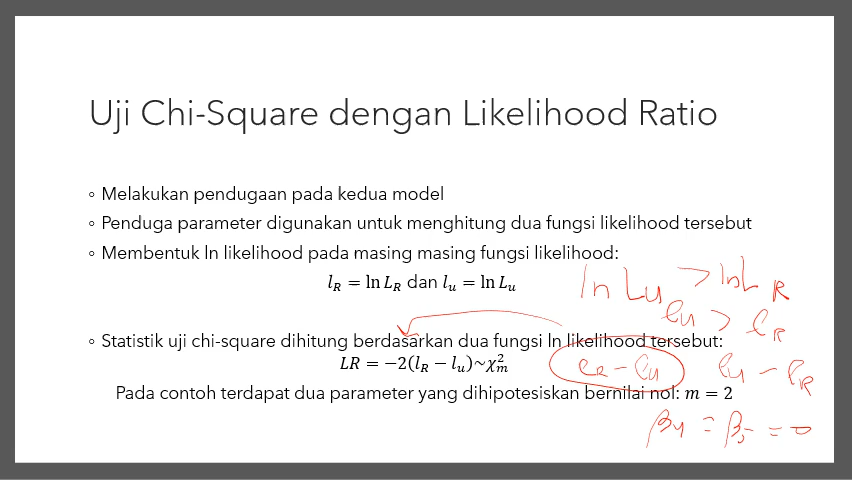 Uji Chi-Square dengan Likelihood Ratio
◦ Melakukan pendugaan pada kedua model
◦ Penduga parameter digunakan untuk menghitung dua fungsi likelihood tersebut
◦ Membentuk ln likelihood pada masing masing fungsi likelihood:
l_R = ln L_R dan l_u = ln L_u
ln L_u > ln L_R
l_u > l_R
◦ Statistik uji chi-square dihitung berdasarkan dua fungsi ln likelihood tersebut:
LR = −2(l_R − l_u)~χ²_m
l_R − l_u
l_u − l_R
Pada contoh terdapat dua parameter yang dihipotesiskan bernilai nol: m = 2
β_4 = β_5 = 0